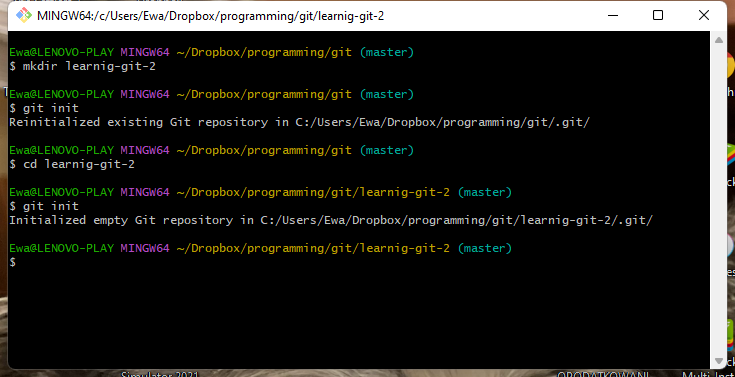 MINGW64:/c/Users/Ewa/Dropbox/programming/git/learnig-git-2
Ewa@LENOVO-PLAY MINGW64 ~/Dropbox/programming/git (master)
$ mkdir learnig-git-2
Ewa@LENOVO-PLAY MINGW64 ~/Dropbox/programming/git (master)
$ git init
Reinitialized existing Git repository in C:/Users/Ewa/Dropbox/programming/git/.git/
Ewa@LENOVO-PLAY MINGW64 ~/Dropbox/programming/git (master)
$ cd learnig-git-2
Ewa@LENOVO-PLAY MINGW64 ~/Dropbox/programming/git/learnig-git-2 (master)
$ git init
Initialized empty Git repository in C:/Users/Ewa/Dropbox/programming/git/learnig-git-2/.git/
Ewa@LENOVO-PLAY MINGW64 ~/Dropbox/programming/git/learnig-git-2 (master)
$
Simulator 2021